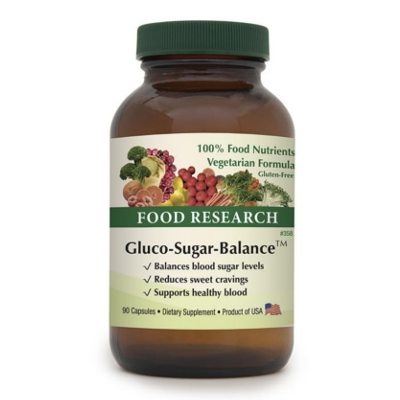 100% Food Nutrients
Vegetarian Formula
Gluten-Free
FOOD RESEARCH
Gluco-Sugar-Balance™
✓ Balances blood sugar levels
✓ Reduces sweet cravings
✓ Supports healthy blood
90 Capsules • Dietary Supplement • Product of USA